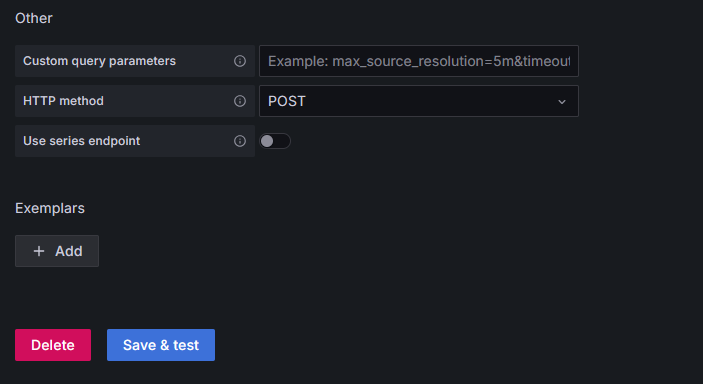 Other
Custom query parameters
Example: max_source_resolution=5m&timeout
HTTP method
POST
Use series endpoint
Exemplars
+ Add
Delete
Save & test